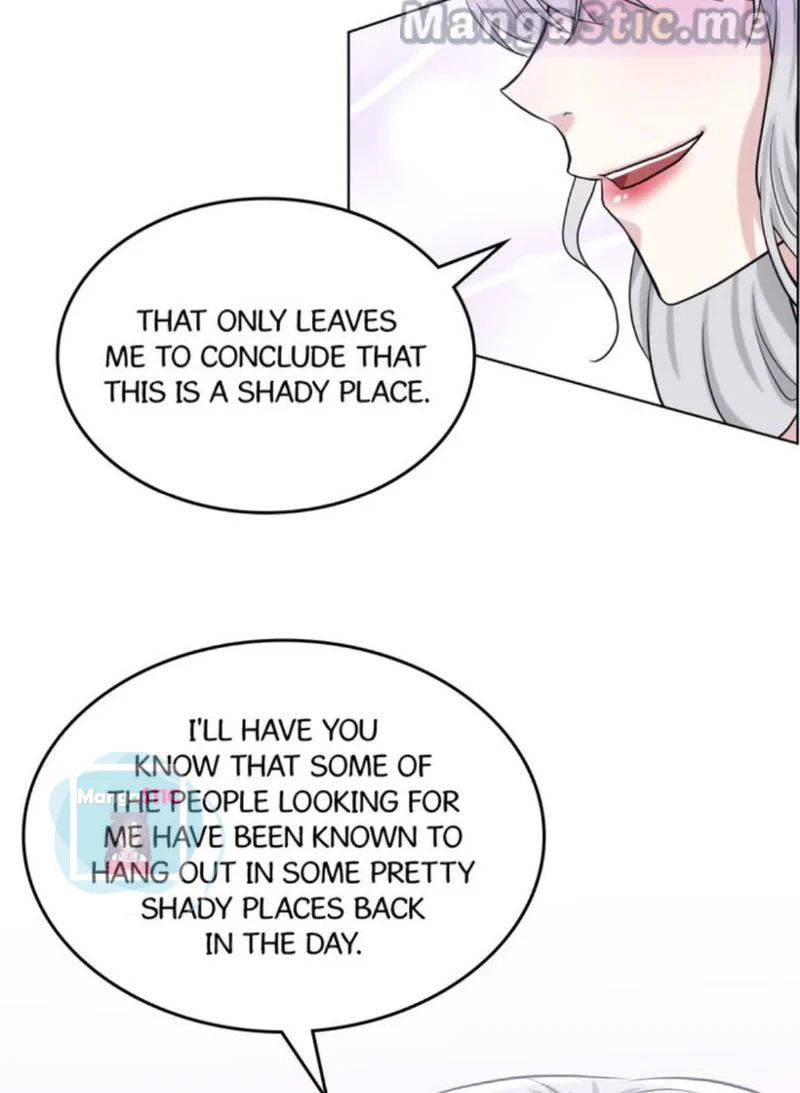 MangaStic.me
THAT ONLY LEAVES
ME TO CONCLUDE THAT
THIS IS A SHADY PLACE.
I'LL HAVE YOU
KNOW THAT SOME OF
THE PEOPLE LOOKING FOR
ME HAVE BEEN KNOWN TO
HANG OUT IN SOME PRETTY
SHADY PLACES BACK
IN THE DAY.
MangaSTIC